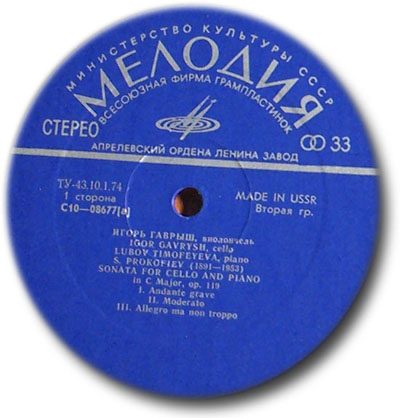 МИНИСТЕРСТВО КУЛЬТУРЫ СССР
МЕЛОДИЯ
ВСЕСОЮЗНАЯ ФИРМА ГРАМПЛАСТИНОК
СТЕРЕО 33
АПРЕЛЕВСКИЙ ОРДЕНА ЛЕНИНА ЗАВОД
ТУ-43.10.1.74 MADE IN USSR
1 сторона Вторая гр.
С10—08677(а)
ИГОРЬ ГАВРЫШ, виолончель
IGOR GAVRYSH, cello
LUBOV TIMOFEYEVA, piano
S. PROKOFIEV (1891—1953)
SONATA FOR CELLO AND PIANO
in C Major, op. 119
I. Andante grave
II. Moderato
III. Allegro ma non troppo